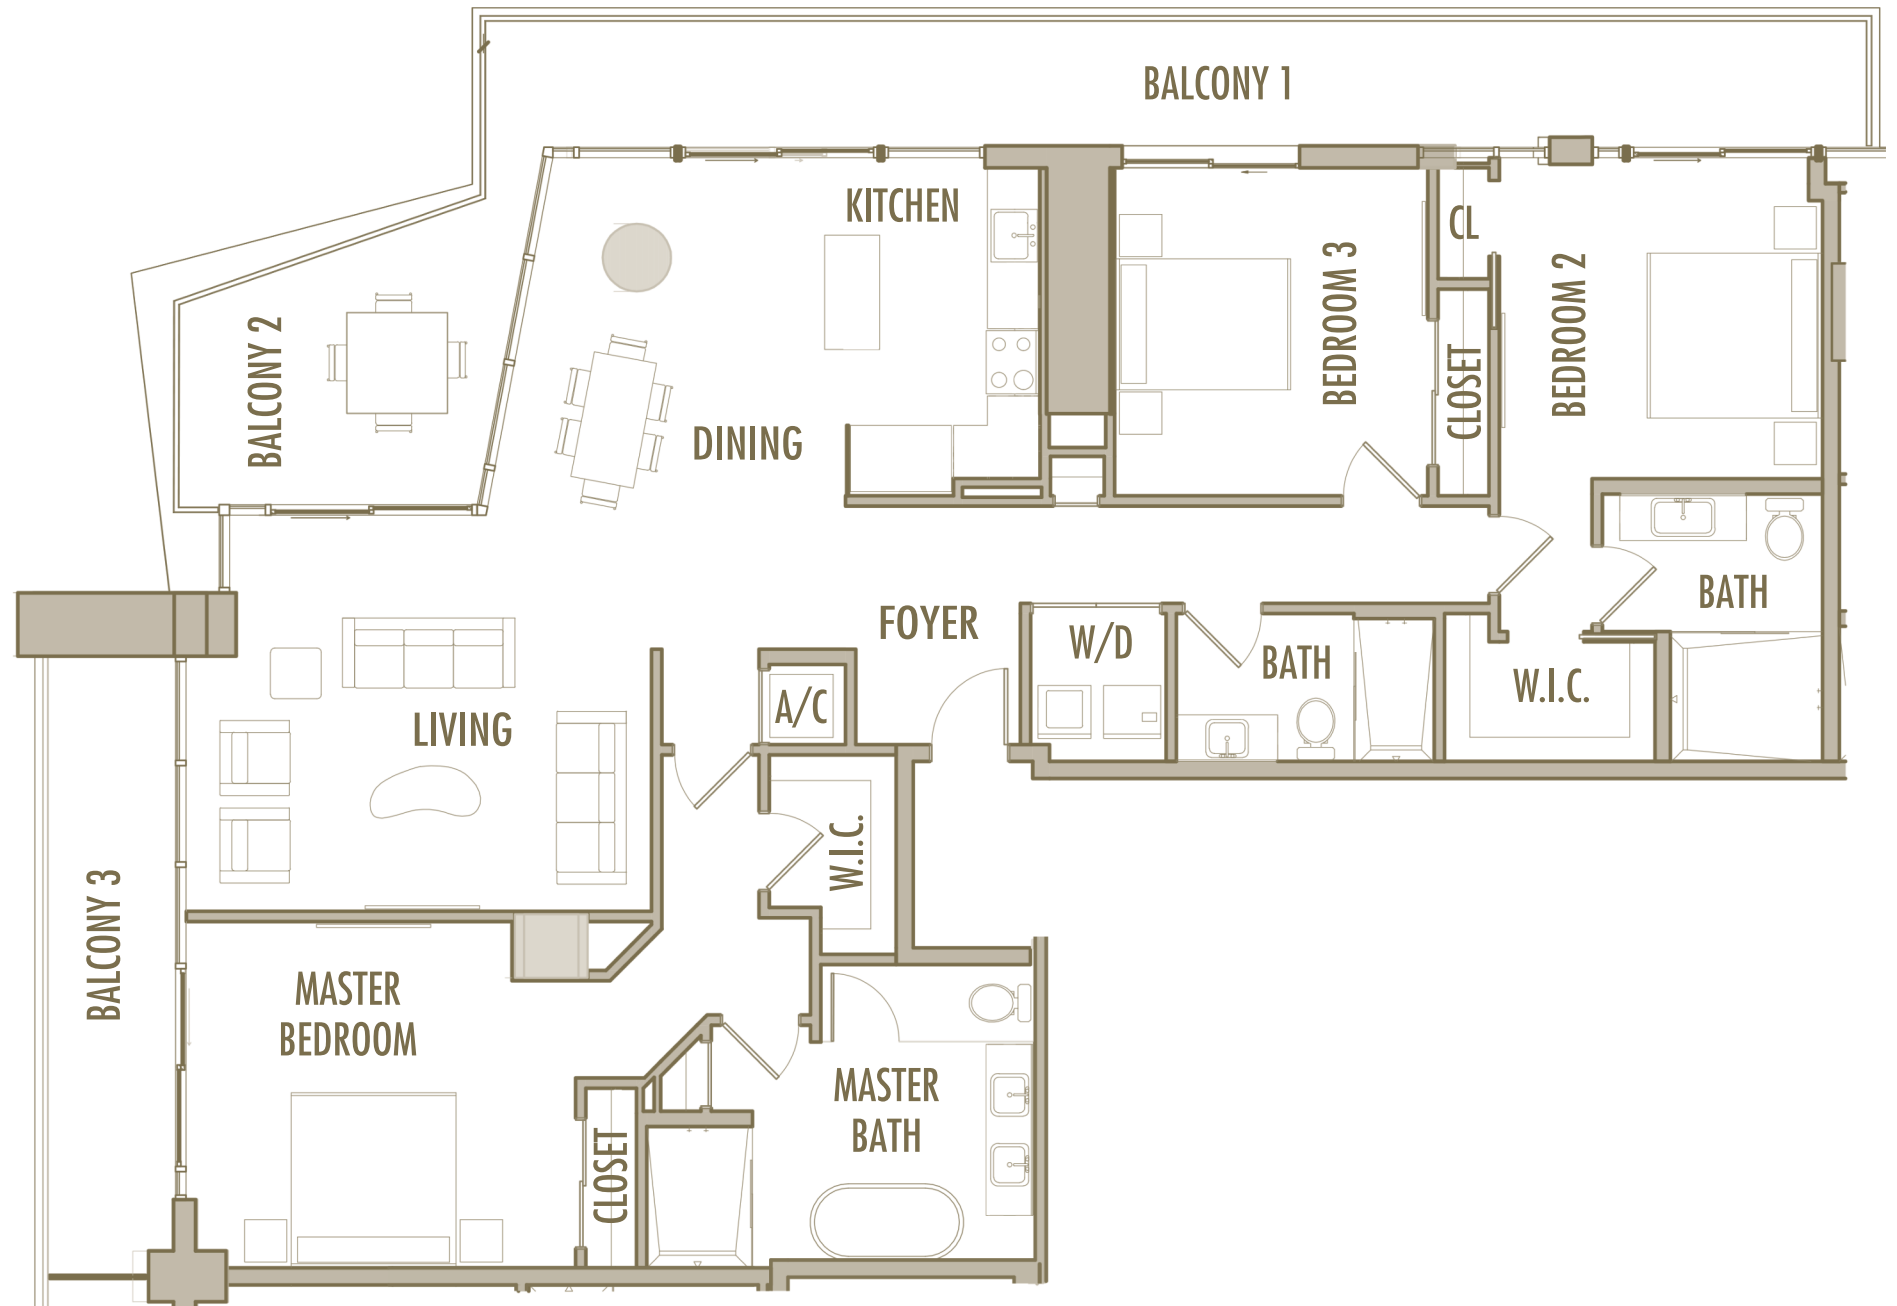 BALCONY 1
KITCHEN
CL
BEDROOM 3
BEDROOM 2
BALCONY 2
CLOSET
DINING
BATH
FOYER
W/D
BATH
W.I.C.
A/C
LIVING
W.I.C.
BALCONY 3
MASTER
BEDROOM
MASTER
BATH
CLOSET